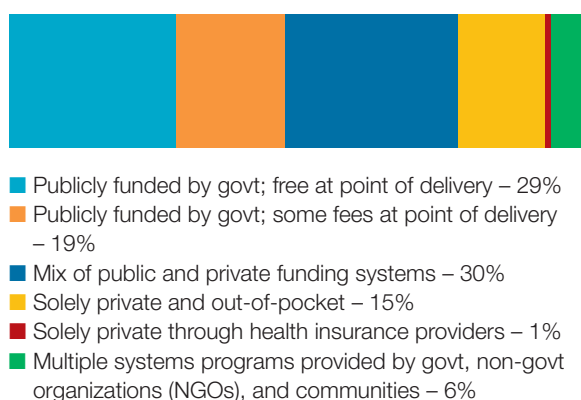 Publicly funded by govt; free at point of delivery – 29%
Publicly funded by govt; some fees at point of delivery
– 19%
Mix of public and private funding systems – 30%
Solely private and out-of-pocket – 15%
Solely private through health insurance providers – 1%
Multiple systems programs provided by govt, non-govt
organizations (NGOs), and communities – 6%